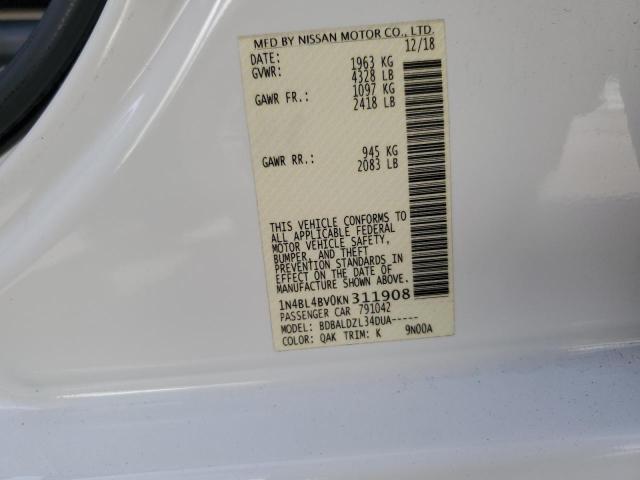 MFD BY NISSAN MOTOR CO., LTD.
DATE: 12/18
GVWR: 1963 KG
4328 LB
GAWR FR.: 1097 KG
2418 LB
GAWR RR.: 945 KG
2083 LB
THIS VEHICLE CONFORMS TO
ALL APPLICABLE FEDERAL
MOTOR VEHICLE SAFETY,
BUMPER, AND THEFT
PREVENTION STANDARDS IN
EFFECT ON THE DATE OF
MANUFACTURE SHOWN ABOVE.
1N4BL4BV0KN311908
PASSENGER CAR 791042
MODEL: BDBALDZL34DUA-----
COLOR: QAK TRIM: K 9N00A